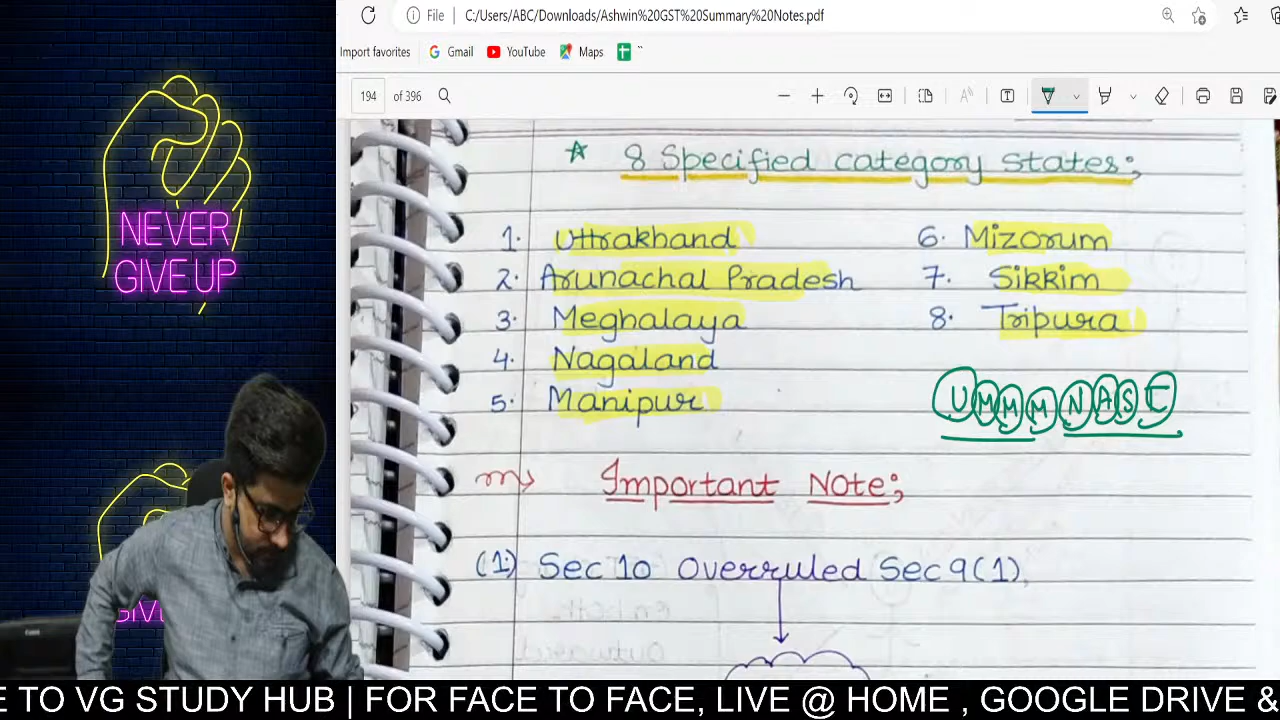 File C:/Users/ABC/Downloads/Ashwin%20GST%20Summary%20Notes.pdf
Import favorites Gmail YouTube Maps
194 of 396
8 Specified category States;
1. Uttrakhand
2. Arunachal Pradesh
3. Meghalaya
4. Nagaland
5. Manipur
6. Mizorum
7. Sikkim
8. Tripura
UMMMNAST
Important Note;
(1) Sec 10 Overruled Sec 9(1)
NEVER
GIVE UP
GIV
E TO VG STUDY HUB | FOR FACE TO FACE, LIVE @ HOME , GOOGLE DRIVE &